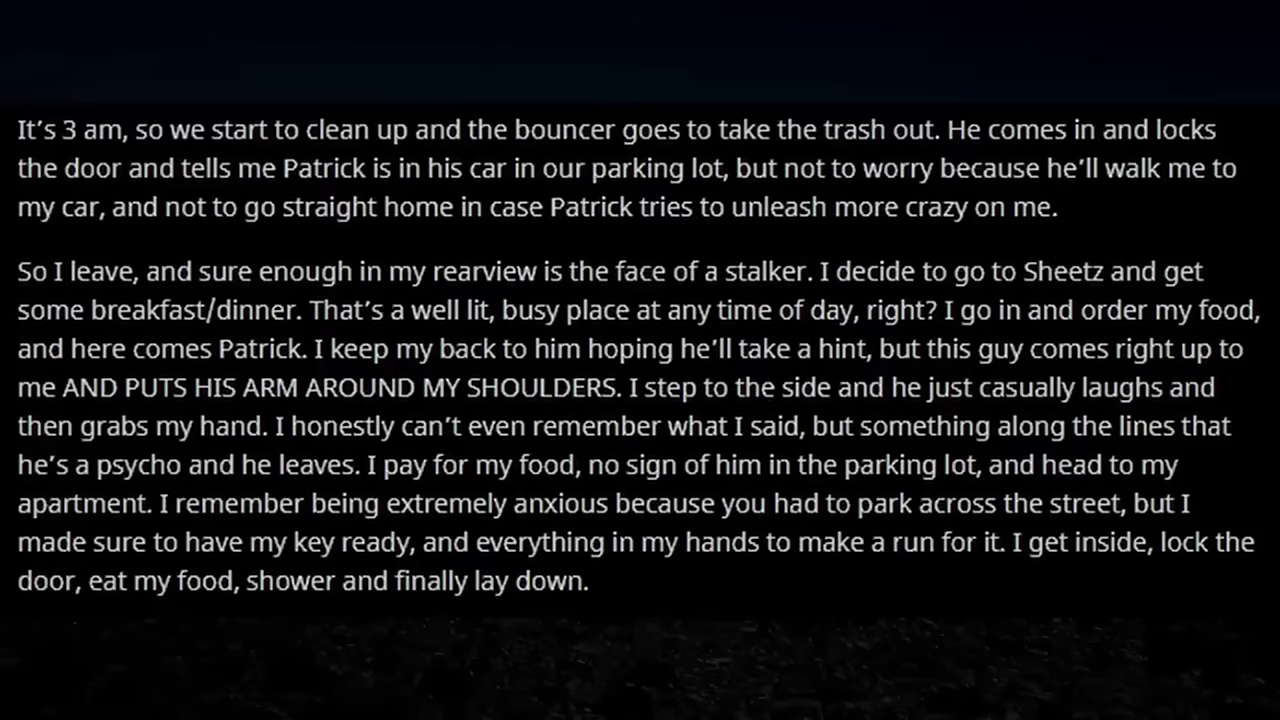 It’s 3 am, so we start to clean up and the bouncer goes to take the trash out. He comes in and locks
the door and tells me Patrick is in his car in our parking lot, but not to worry because he’ll walk me to
my car, and not to go straight home in case Patrick tries to unleash more crazy on me.
So I leave, and sure enough in my rearview is the face of a stalker. I decide to go to Sheetz and get
some breakfast/dinner. That’s a well lit, busy place at any time of day, right? I go in and order my food,
and here comes Patrick. I keep my back to him hoping he’ll take a hint, but this guy comes right up to
me AND PUTS HIS ARM AROUND MY SHOULDERS. I step to the side and he just casually laughs and
then grabs my hand. I honestly can’t even remember what I said, but something along the lines that
he’s a psycho and he leaves. I pay for my food, no sign of him in the parking lot, and head to my
apartment. I remember being extremely anxious because you had to park across the street, but I
made sure to have my key ready, and everything in my hands to make a run for it. I get inside, lock the
door, eat my food, shower and finally lay down.